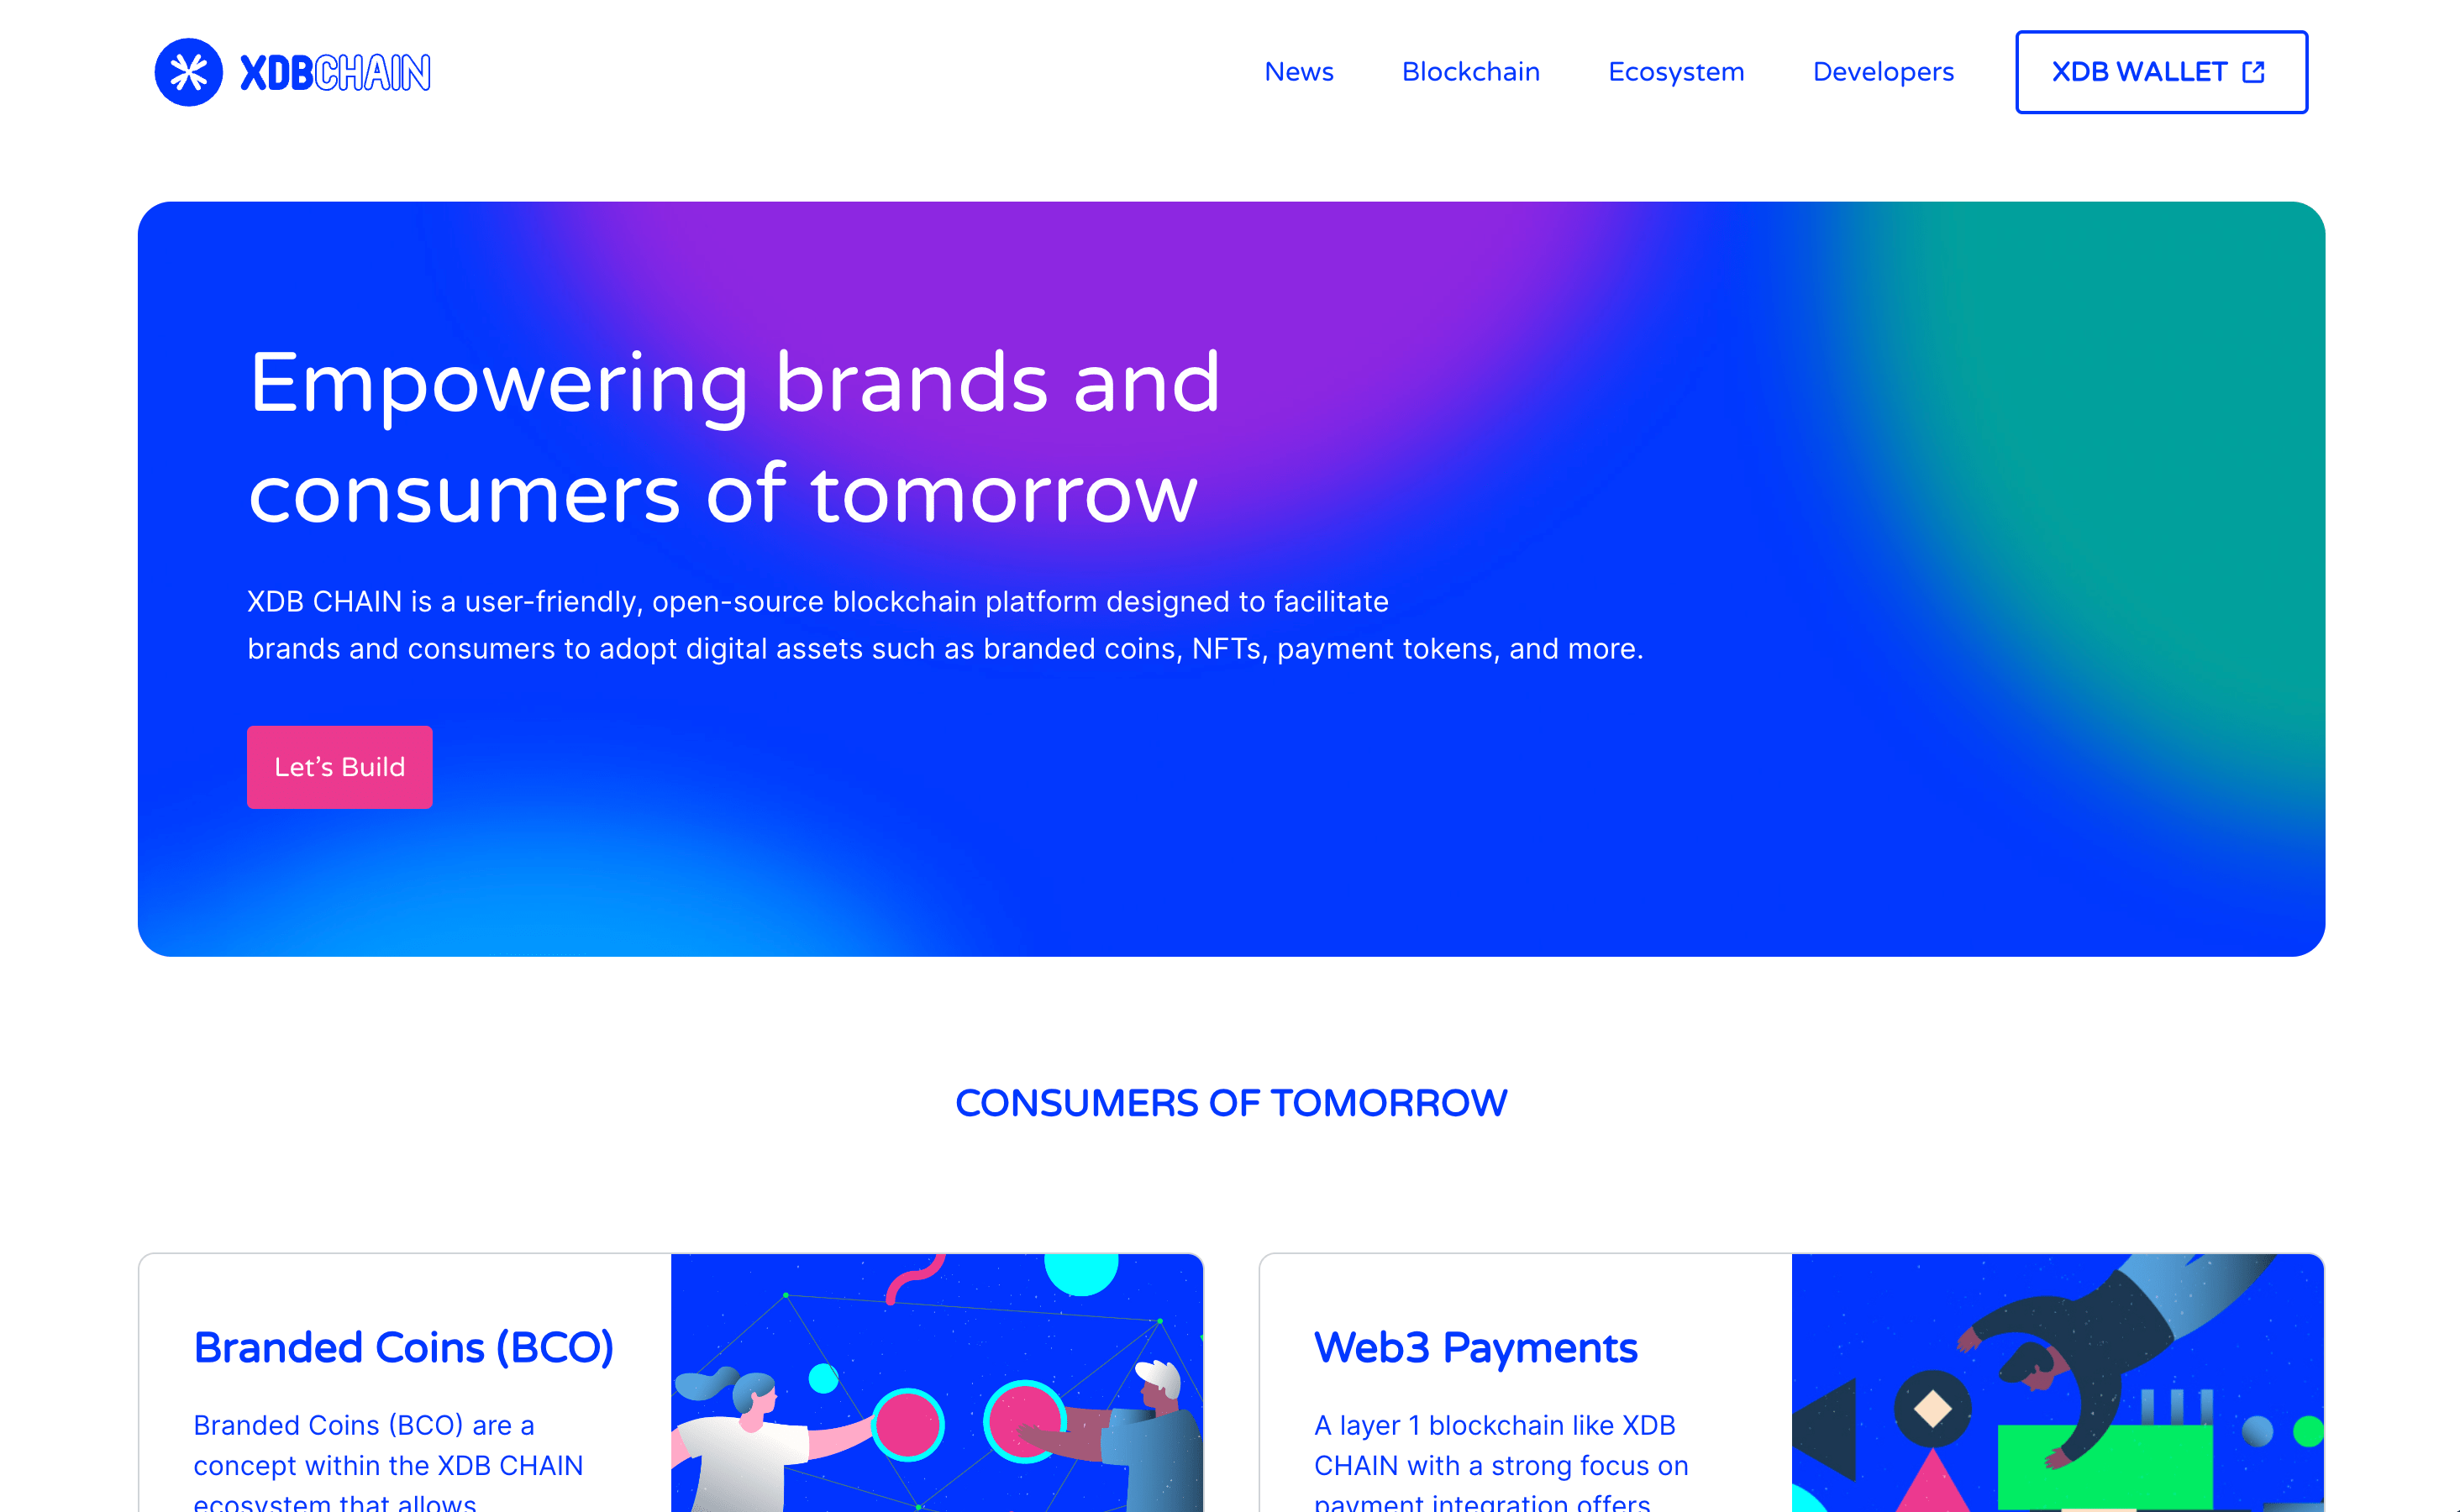 XDBCHAIN
News
Blockchain
Ecosystem
Developers
XDB WALLET
Empowering brands and
consumers of tomorrow
XDB CHAIN is a user-friendly, open-source blockchain platform designed to facilitate
brands and consumers to adopt digital assets such as branded coins, NFTs, payment tokens, and more.
Let’s Build
CONSUMERS OF TOMORROW
Branded Coins (BCO)
Branded Coins (BCO) are a
concept within the XDB CHAIN
ecosystem that allows
Web3 Payments
A layer 1 blockchain like XDB
CHAIN with a strong focus on
payment integration offers